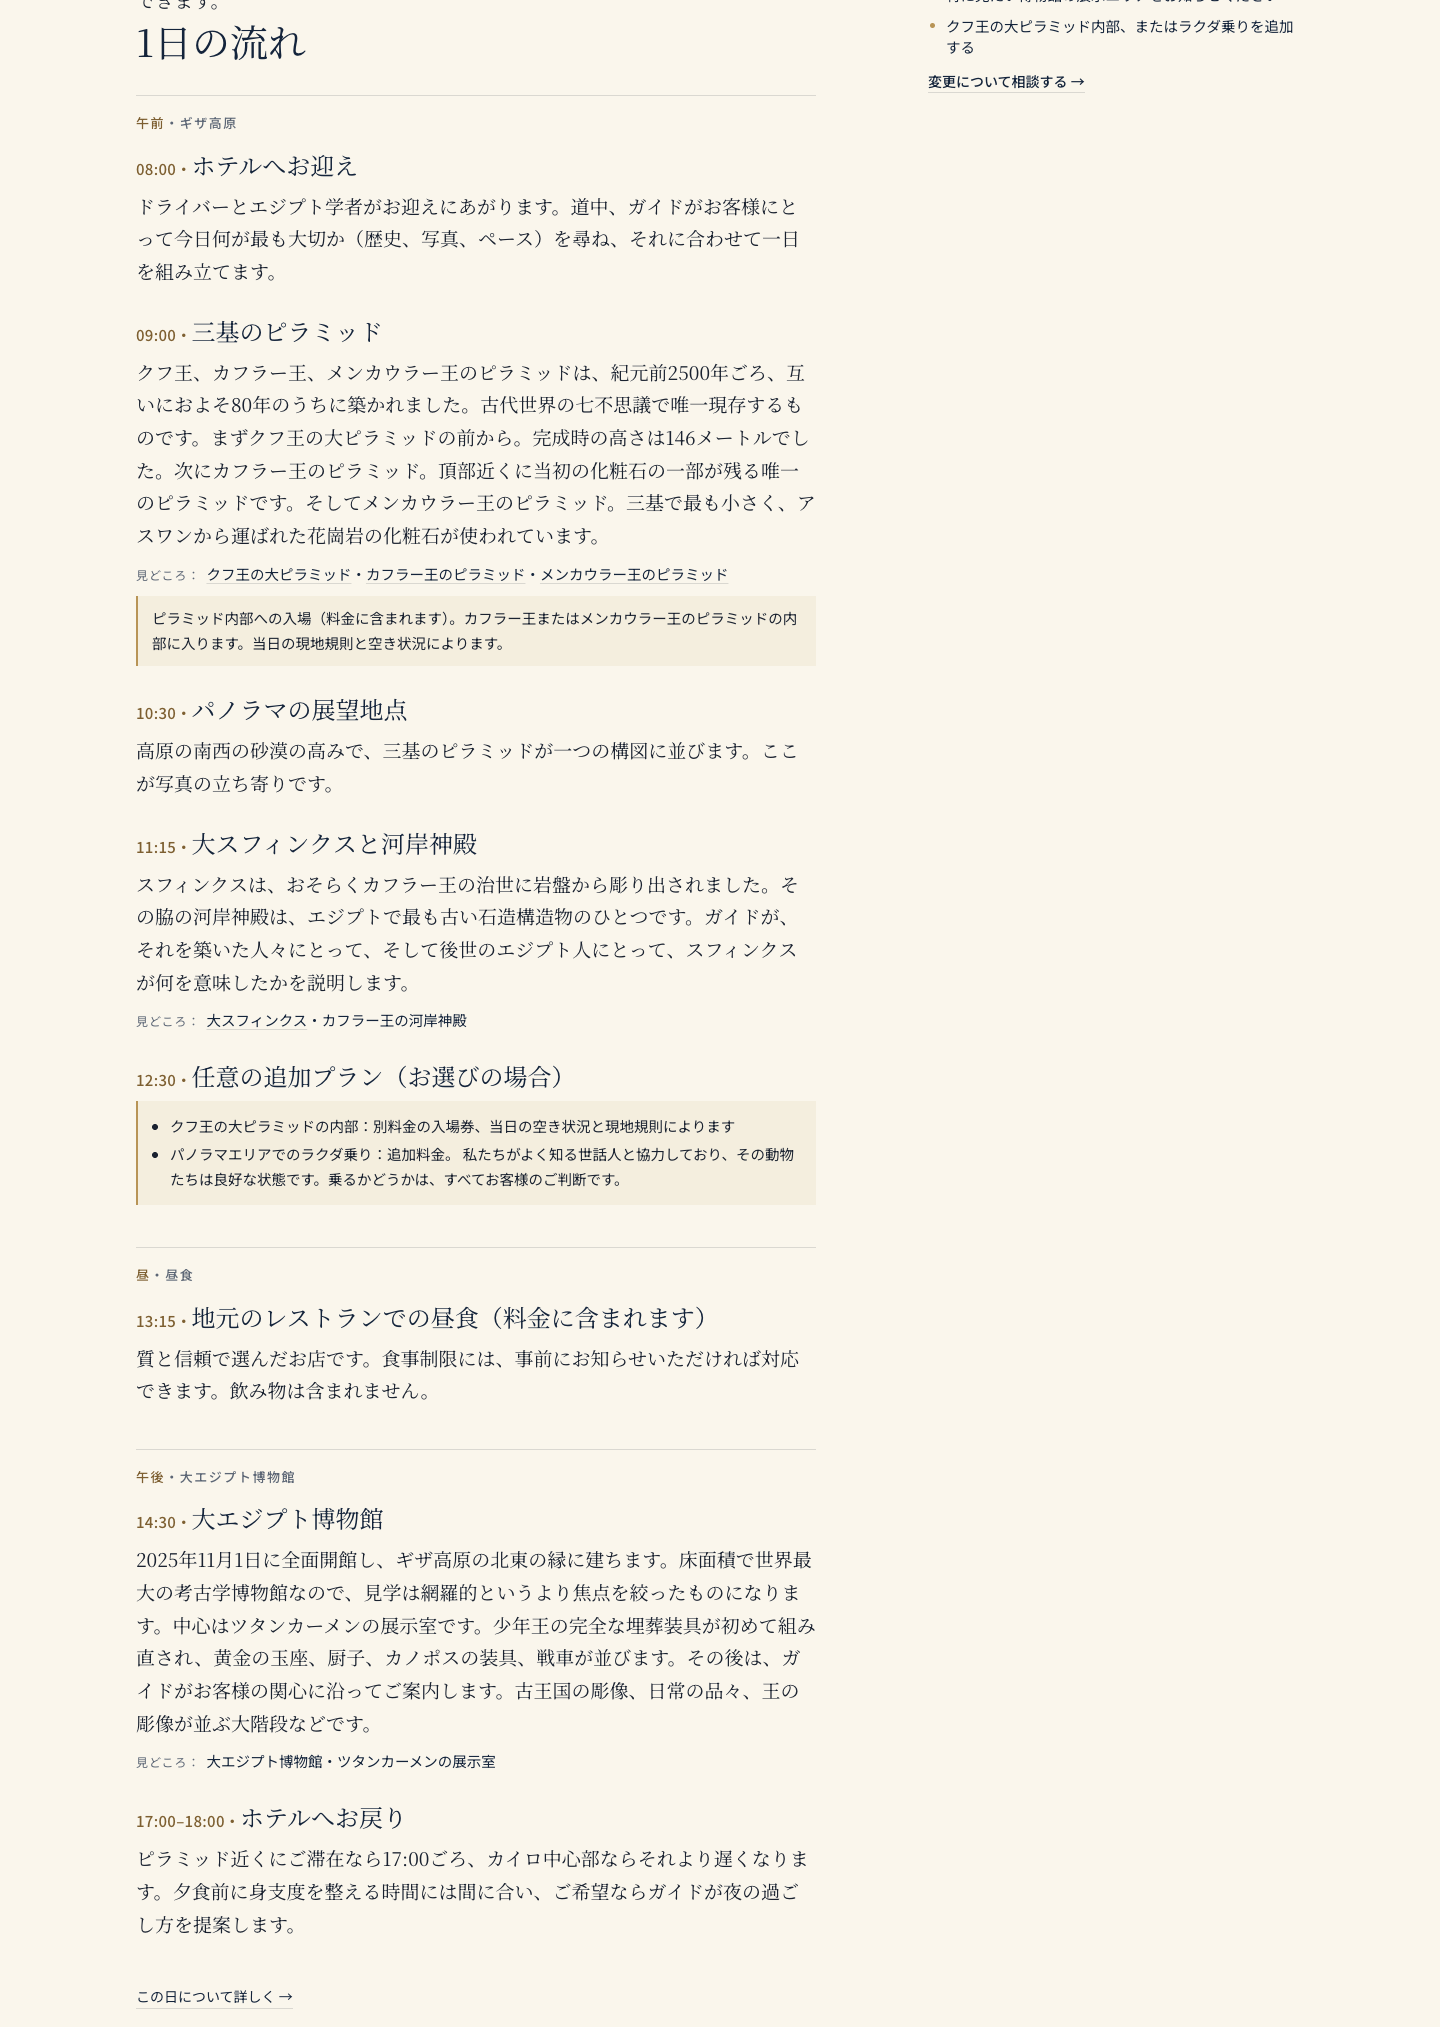 できます。
1日の流れ
午前・ギザ高原
08:00・ホテルへお迎え
ドライバーとエジプト学者がお迎えにあがります。道中、ガイドがお客様にと
って今日何が最も大切か（歴史、写真、ペース）を尋ね、それに合わせて一日
を組み立てます。
09:00・三基のピラミッド
クフ王、カフラー王、メンカウラー王のピラミッドは、紀元前2500年ごろ、互
いにおよそ80年のうちに築かれました。古代世界の七不思議で唯一現存するも
のです。まずクフ王の大ピラミッドの前から。完成時の高さは146メートルでし
た。次にカフラー王のピラミッド。頂部近くに当初の化粧石の一部が残る唯一
のピラミッドです。そしてメンカウラー王のピラミッド。三基で最も小さく、ア
スワンから運ばれた花崗岩の化粧石が使われています。
見どころ： クフ王の大ピラミッド・カフラー王のピラミッド・メンカウラー王のピラミッド
ピラミッド内部への入場（料金に含まれます）。カフラー王またはメンカウラー王のピラミッドの内
部に入ります。当日の現地規則と空き状況によります。
10:30・パノラマの展望地点
高原の南西の砂漠の高みで、三基のピラミッドが一つの構図に並びます。ここ
が写真の立ち寄りです。
11:15・大スフィンクスと河岸神殿
スフィンクスは、おそらくカフラー王の治世に岩盤から彫り出されました。そ
の脇の河岸神殿は、エジプトで最も古い石造構造物のひとつです。ガイドが、
それを築いた人々にとって、そして後世のエジプト人にとって、スフィンクス
が何を意味したかを説明します。
見どころ： 大スフィンクス・カフラー王の河岸神殿
12:30・任意の追加プラン（お選びの場合）
• クフ王の大ピラミッドの内部：別料金の入場券、当日の空き状況と現地規則によります
• パノラマエリアでのラクダ乗り：追加料金。 私たちがよく知る世話人と協力しており、その動物
たちは良好な状態です。乗るかどうかは、すべてお客様のご判断です。
昼・昼食
13:15・地元のレストランでの昼食（料金に含まれます）
質と信頼で選んだお店です。食事制限には、事前にお知らせいただければ対応
できます。飲み物は含まれません。
午後・大エジプト博物館
14:30・大エジプト博物館
2025年11月1日に全面開館し、ギザ高原の北東の縁に建ちます。床面積で世界最
大の考古学博物館なので、見学は網羅的というより焦点を絞ったものになりま
す。中心はツタンカーメンの展示室です。少年王の完全な埋葬装具が初めて組み
直され、黄金の玉座、厨子、カノポスの装具、戦車が並びます。その後は、ガ
イドがお客様の関心に沿ってご案内します。古王国の彫像、日常の品々、王の
彫像が並ぶ大階段などです。
見どころ： 大エジプト博物館・ツタンカーメンの展示室
17:00–18:00・ホテルへお戻り
ピラミッド近くにご滞在なら17:00ごろ、カイロ中心部ならそれより遅くなりま
す。夕食前に身支度を整える時間には間に合い、ご希望ならガイドが夜の過ご
し方を提案します。
この日について詳しく →
• クフ王の大ピラミッド内部、またはラクダ乗りを追加
する
変更について相談する →